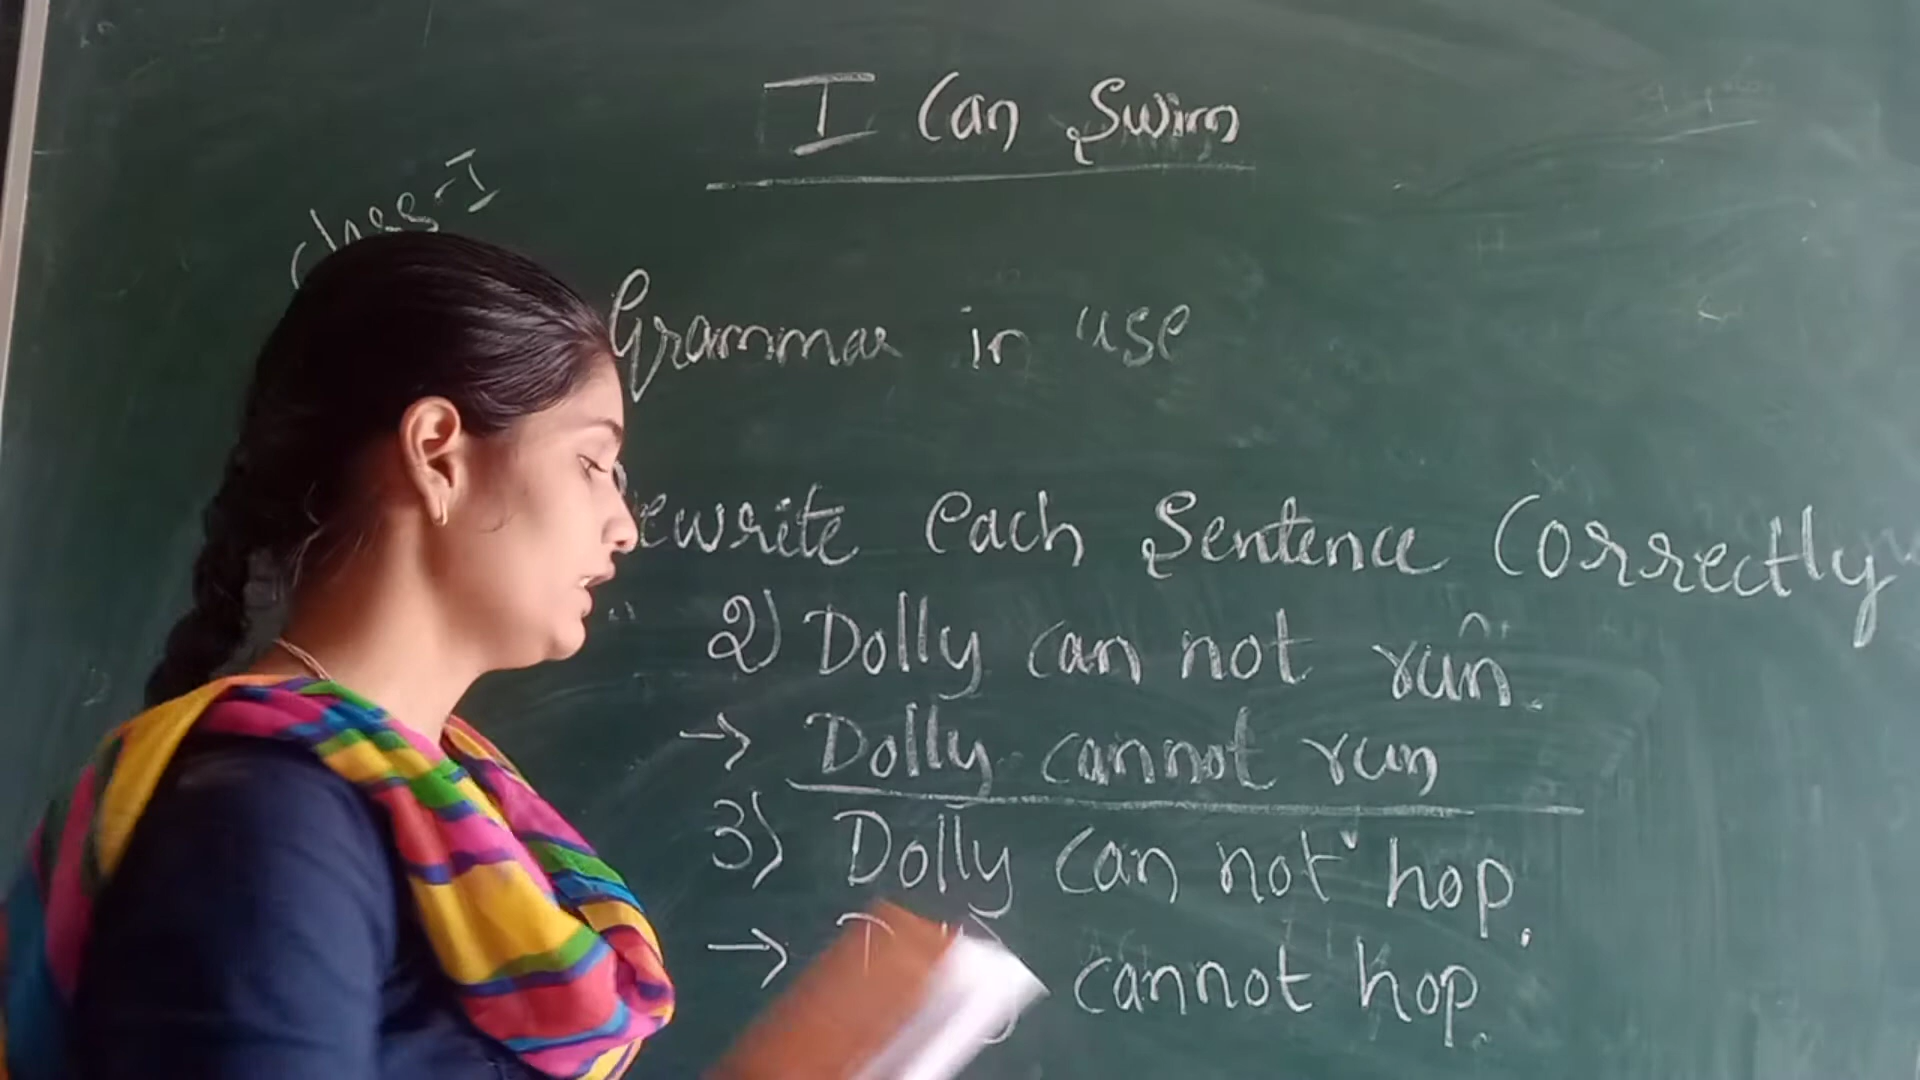 I Can Swim
Class-I
Grammar in use
ewrite each Sentence Correctly
2) Dolly can not run.
→ Dolly cannot run
3) Dolly can not hop.
→ cannot hop.